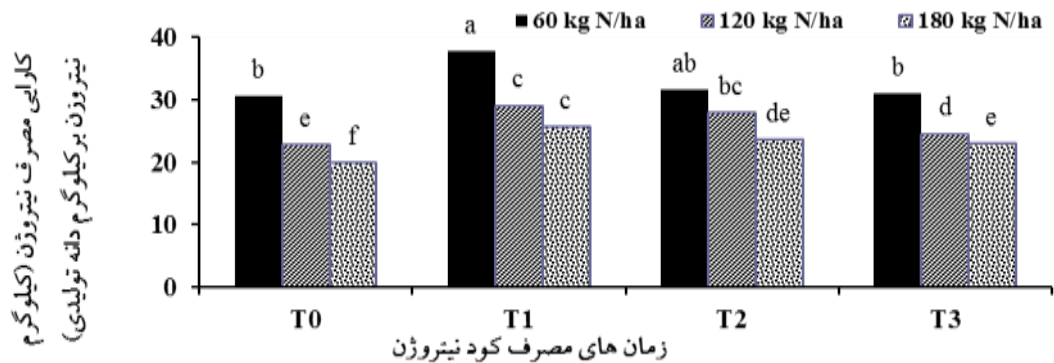 60 kg N/ha 120 kg N/ha 180 kg N/ha
کارایی مصرف نیتروژن (کیلوگرم
نیتروزن بر کیلوگرم دانه تولیدی)
40
30
20
10
0
b e f
a c c
ab bc de
b d e
T0 T1 T2 T3
زمان های مصرف کود نیتروژن